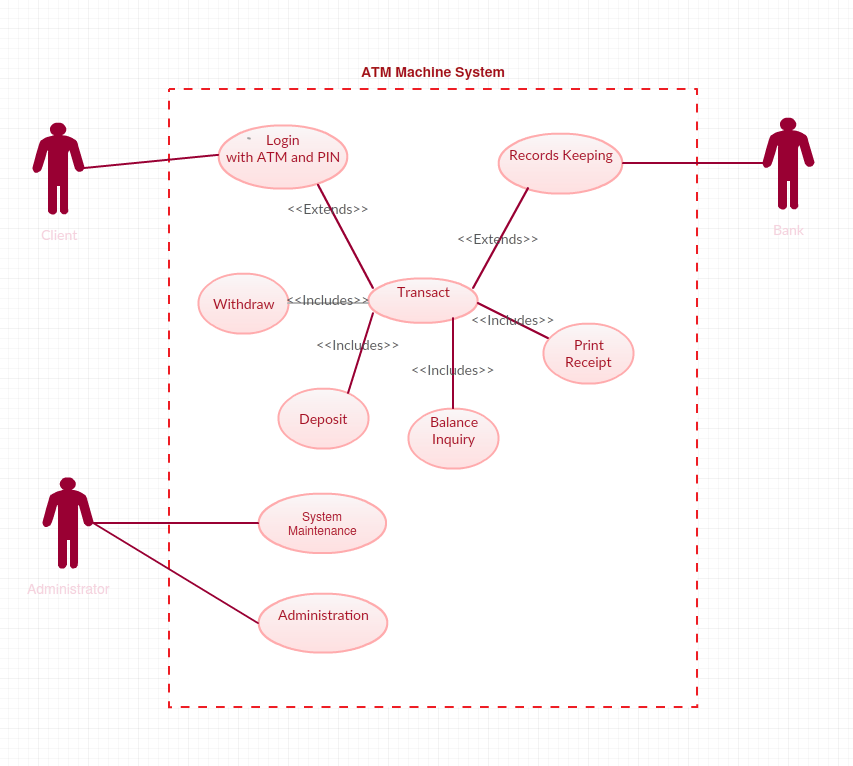 ATM Machine System
Login
with ATM and PIN
Records Keeping
Client
Bank
<<Extends>>
<<Extends>>
Transact
Withdraw
<<Includes>>
<<Includes>>
<<Includes>>
Print
Receipt
<<Includes>>
Deposit
Balance
Inquiry
System
Maintenance
Administrator
Administration